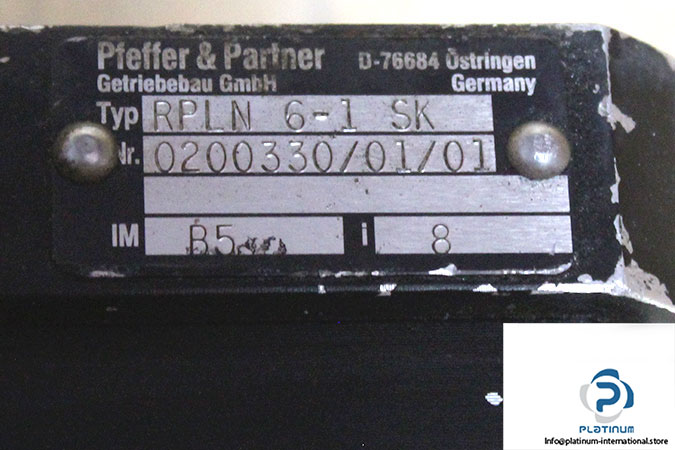 Pfeffer & Partner D-76684 Östringen
Getriebebau GmbH Germany
Typ RPLN 6-1 SK
Nr. 0200330/01/01
IM B5 i 8
PLATINUM
Info@platinum-international.store